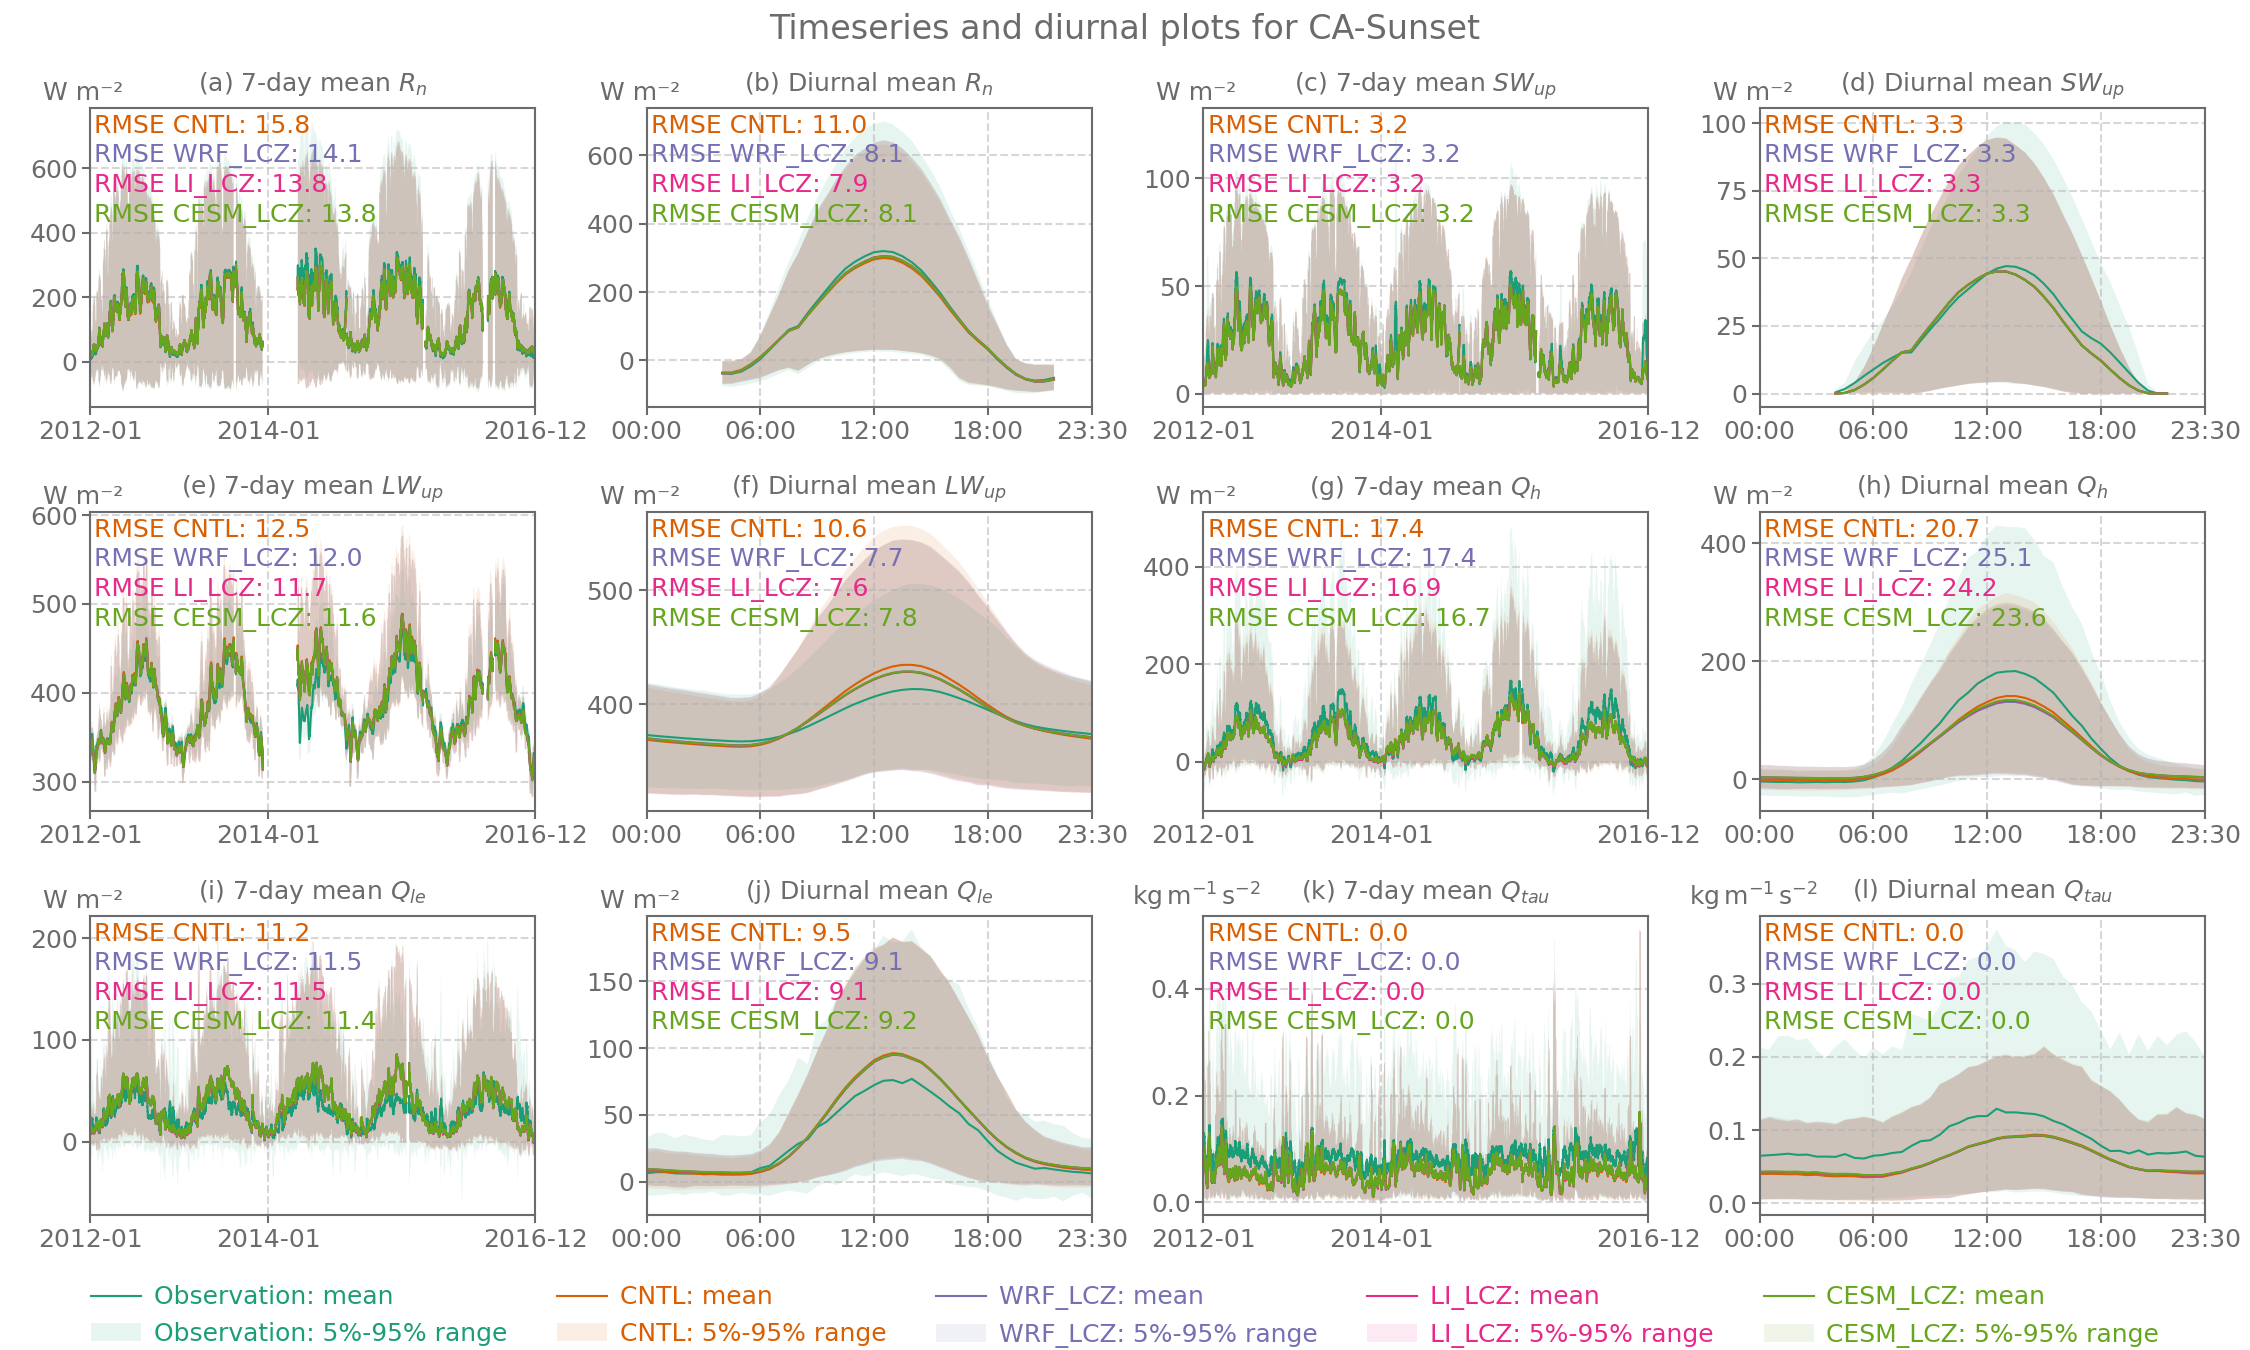 Timeseries and diurnal plots for CA-Sunset
W m⁻² (a) 7-day mean Rₙ
RMSE CNTL: 15.8
RMSE WRF_LCZ: 14.1
RMSE LI_LCZ: 13.8
RMSE CESM_LCZ: 13.8
600
400
200
0
2012-01 2014-01 2016-12
W m⁻² (b) Diurnal mean Rₙ
RMSE CNTL: 11.0
RMSE WRF_LCZ: 8.1
RMSE LI_LCZ: 7.9
RMSE CESM_LCZ: 8.1
600
400
200
0
00:00 06:00 12:00 18:00 23:30
W m⁻² (c) 7-day mean SW_up
RMSE CNTL: 3.2
RMSE WRF_LCZ: 3.2
RMSE LI_LCZ: 3.2
RMSE CESM_LCZ: 3.2
100
50
0
2012-01 2014-01 2016-12
W m⁻² (d) Diurnal mean SW_up
RMSE CNTL: 3.3
RMSE WRF_LCZ: 3.3
RMSE LI_LCZ: 3.3
RMSE CESM_LCZ: 3.3
100
75
50
25
0
00:00 06:00 12:00 18:00 23:30
W m⁻² (e) 7-day mean LW_up
RMSE CNTL: 12.5
RMSE WRF_LCZ: 12.0
RMSE LI_LCZ: 11.7
RMSE CESM_LCZ: 11.6
600
500
400
300
2012-01 2014-01 2016-12
W m⁻² (f) Diurnal mean LW_up
RMSE CNTL: 10.6
RMSE WRF_LCZ: 7.7
RMSE LI_LCZ: 7.6
RMSE CESM_LCZ: 7.8
500
400
00:00 06:00 12:00 18:00 23:30
W m⁻² (g) 7-day mean Q_h
RMSE CNTL: 17.4
RMSE WRF_LCZ: 17.4
RMSE LI_LCZ: 16.9
RMSE CESM_LCZ: 16.7
400
200
0
2012-01 2014-01 2016-12
W m⁻² (h) Diurnal mean Q_h
RMSE CNTL: 20.7
RMSE WRF_LCZ: 25.1
RMSE LI_LCZ: 24.2
RMSE CESM_LCZ: 23.6
400
200
0
00:00 06:00 12:00 18:00 23:30
W m⁻² (i) 7-day mean Q_le
RMSE CNTL: 11.2
RMSE WRF_LCZ: 11.5
RMSE LI_LCZ: 11.5
RMSE CESM_LCZ: 11.4
200
100
0
2012-01 2014-01 2016-12
W m⁻² (j) Diurnal mean Q_le
RMSE CNTL: 9.5
RMSE WRF_LCZ: 9.1
RMSE LI_LCZ: 9.1
RMSE CESM_LCZ: 9.2
150
100
50
0
00:00 06:00 12:00 18:00 23:30
kg m⁻¹ s⁻² (k) 7-day mean Q_tau
RMSE CNTL: 0.0
RMSE WRF_LCZ: 0.0
RMSE LI_LCZ: 0.0
RMSE CESM_LCZ: 0.0
0.4
0.2
0.0
2012-01 2014-01 2016-12
kg m⁻¹ s⁻² (l) Diurnal mean Q_tau
RMSE CNTL: 0.0
RMSE WRF_LCZ: 0.0
RMSE LI_LCZ: 0.0
RMSE CESM_LCZ: 0.0
0.3
0.2
0.1
0.0
00:00 06:00 12:00 18:00 23:30
Observation: mean CNTL: mean WRF_LCZ: mean LI_LCZ: mean CESM_LCZ: mean
Observation: 5%-95% range CNTL: 5%-95% range WRF_LCZ: 5%-95% range LI_LCZ: 5%-95% range CESM_LCZ: 5%-95% range